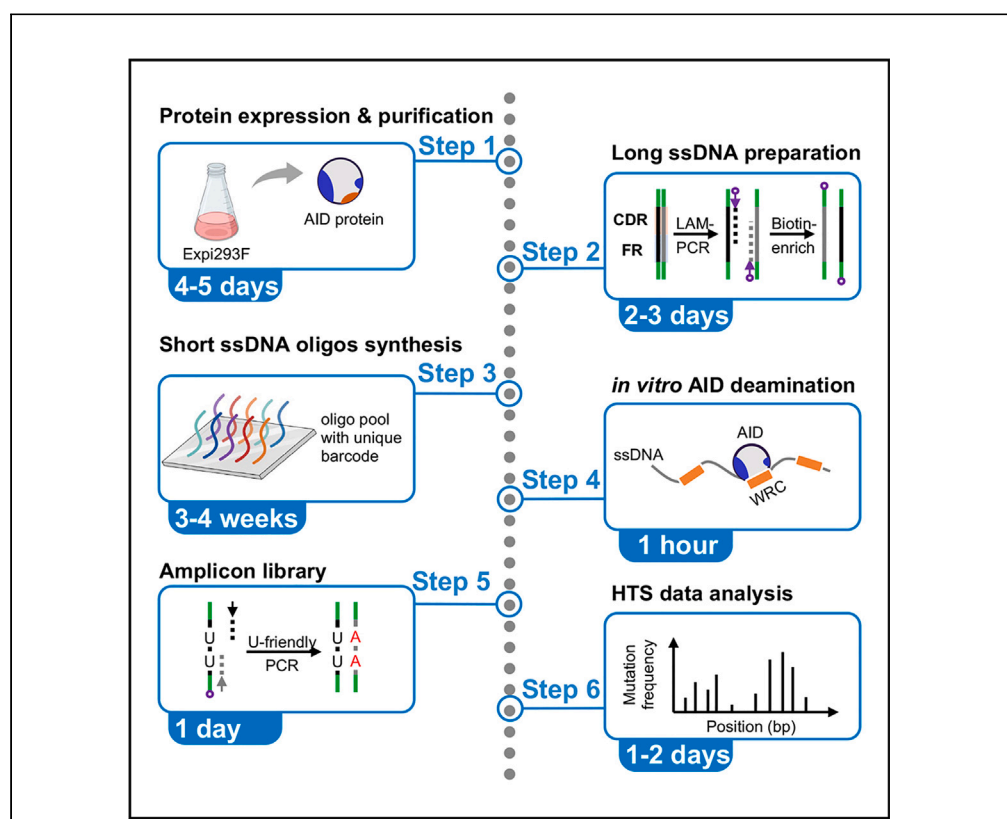 Protein expression & purification
Step 1
Expi293F
AID protein
4-5 days
Long ssDNA preparation
Step 2
CDR
FR
LAM-
PCR
Biotin-
enrich
2-3 days
Short ssDNA oligos synthesis
Step 3
oligo pool
with unique
barcode
3-4 weeks
in vitro AID deamination
Step 4
ssDNA
AID
WRC
1 hour
Amplicon library
Step 5
U
U
U-friendly
PCR
U A
U A
1 day
HTS data analysis
Step 6
Mutation
frequency
Position (bp)
1-2 days